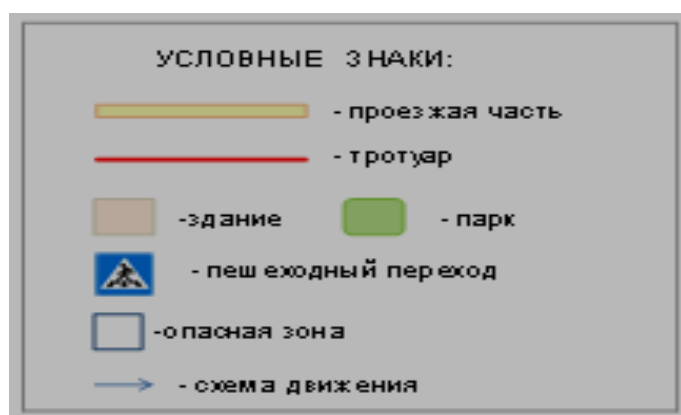 УСЛОВНЫЕ ЗНАКИ:
- проезжая часть
- тротуар
-здание - парк
- пешеходный переход
-опасная зона
- схема движения